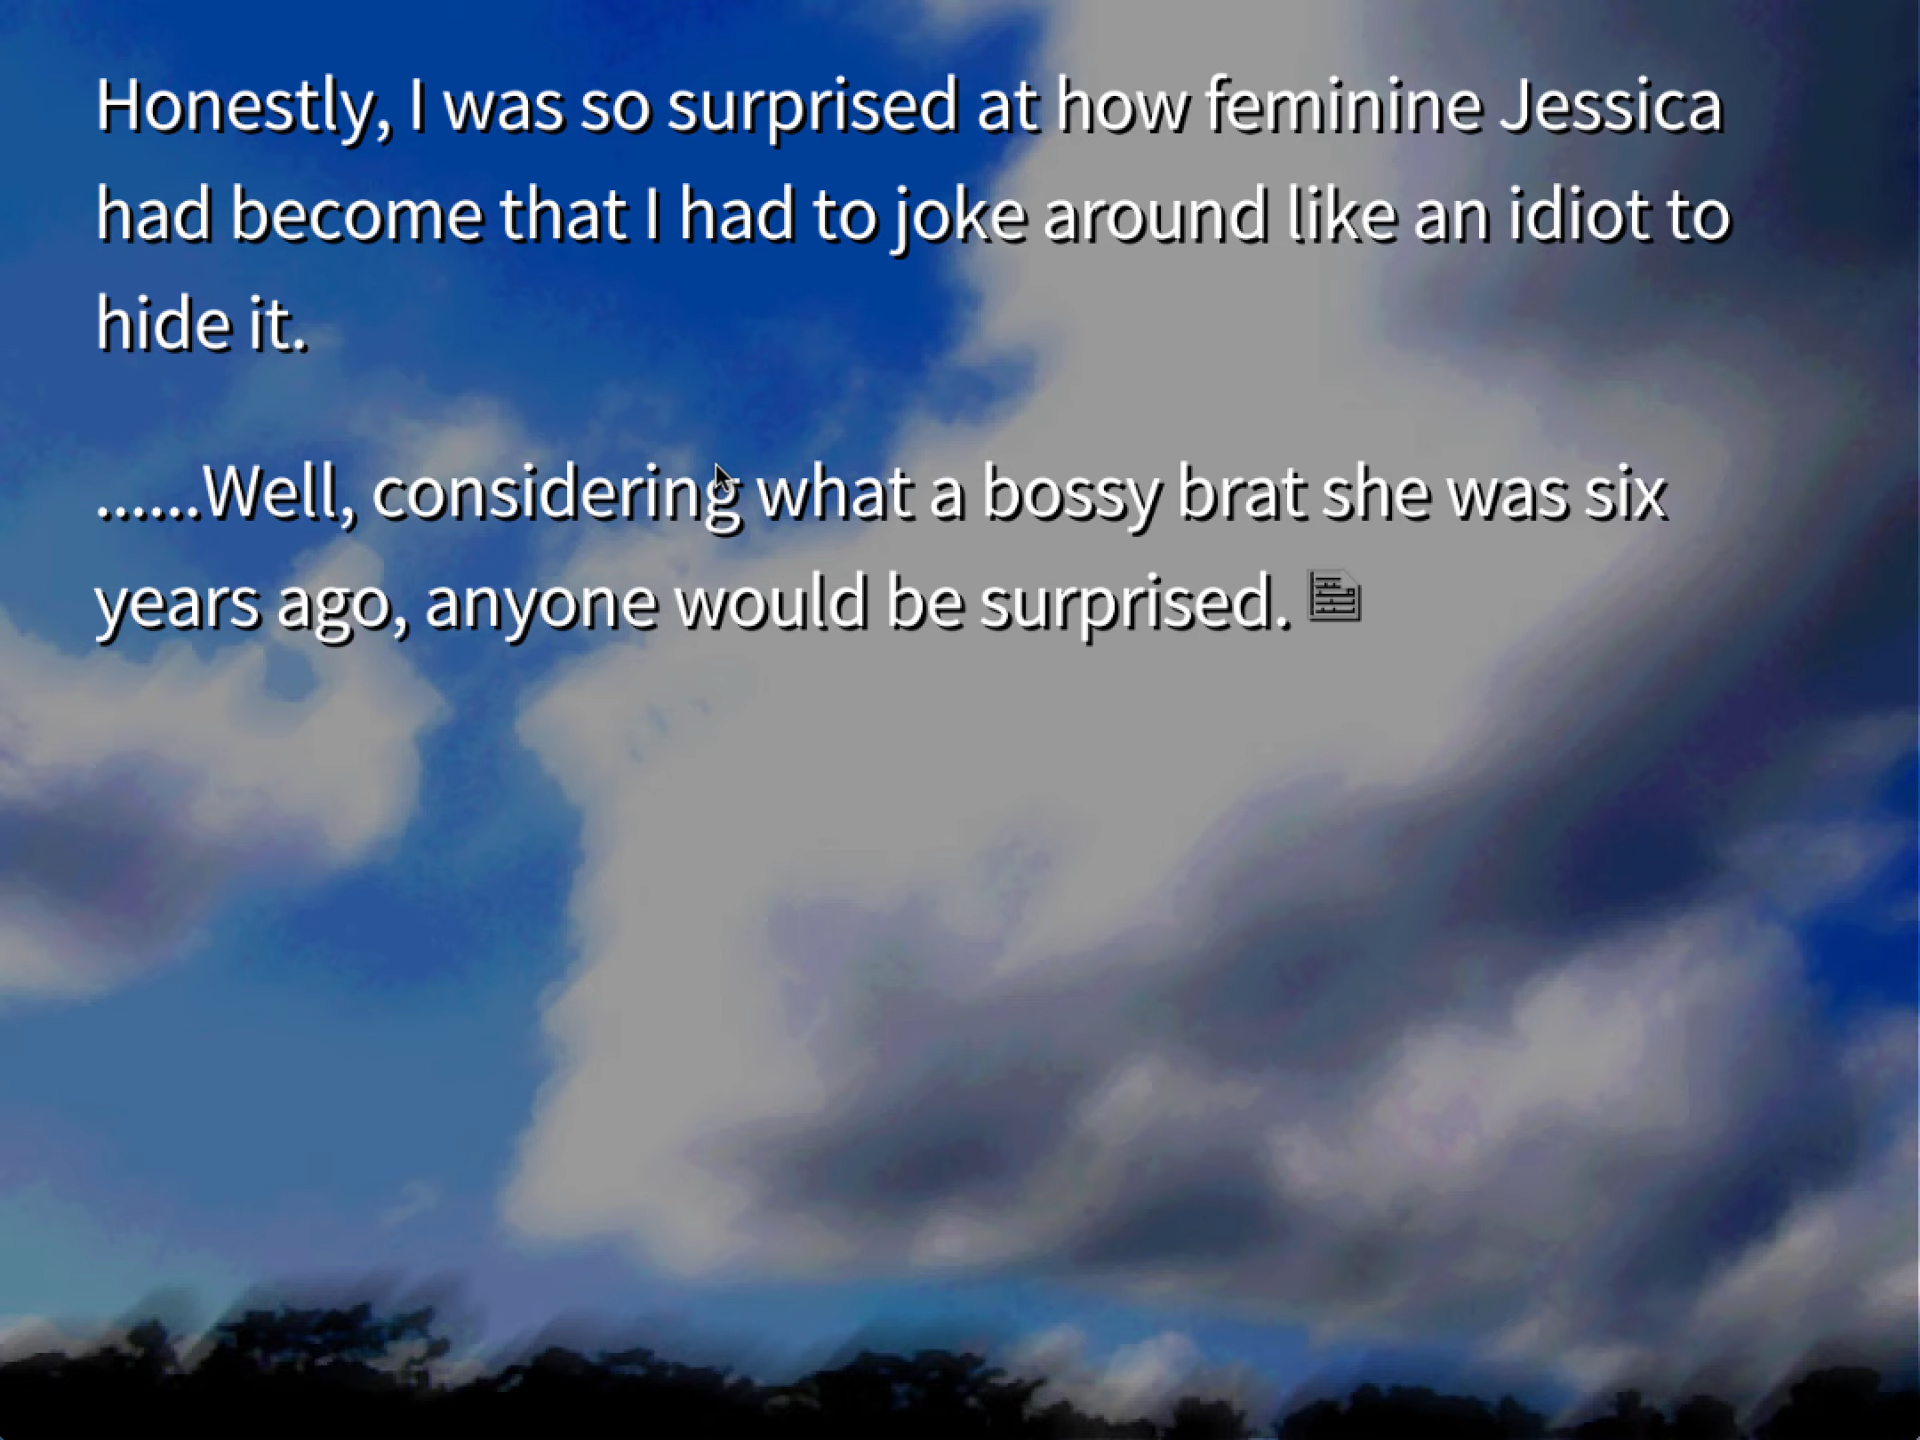 Honestly, I was so surprised at how feminine Jessica
had become that I had to joke around like an idiot to
hide it.
......Well, considering what a bossy brat she was six
years ago, anyone would be surprised.